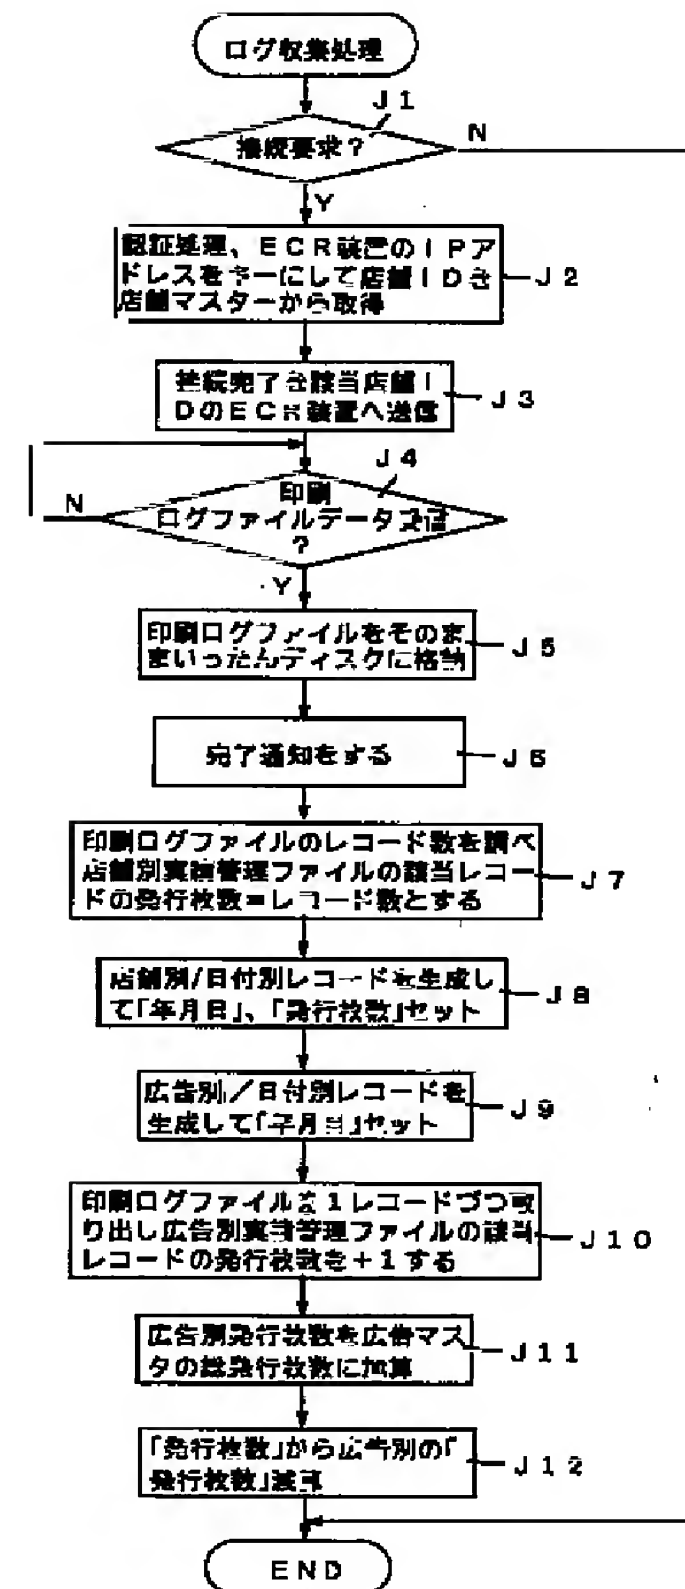 ログ収集処理
J1
接続要求？
N
Y
認証処理、ECR装置のIPア
ドレスをキーにして店舗IDを
店舗マスターから取得
J2
接続完了を該当店舗I
DのECR装置へ送信
J3
J4
印刷
ログファイルデータ受信
？
N
Y
印刷ログファイルをそのま
まいったんディスクに格納
J5
完了通知をする
J6
印刷ログファイルのレコード数を調べ
店舗別実績管理ファイルの該当レコー
ドの発行枚数＝レコード数とする
J7
店舗別/日付別レコードを生成し
て「年月日」、「発行枚数」セット
J8
広告別／日付別レコードを
生成して「年月日」セット
J9
印刷ログファイルを1レコードづつ取
り出し広告別実績管理ファイルの該当
レコードの発行枚数を+1する
J10
広告別発行枚数を広告マス
タの総発行枚数に加算
J11
「発行枚数」から広告別の「
発行枚数」減算
J12
END